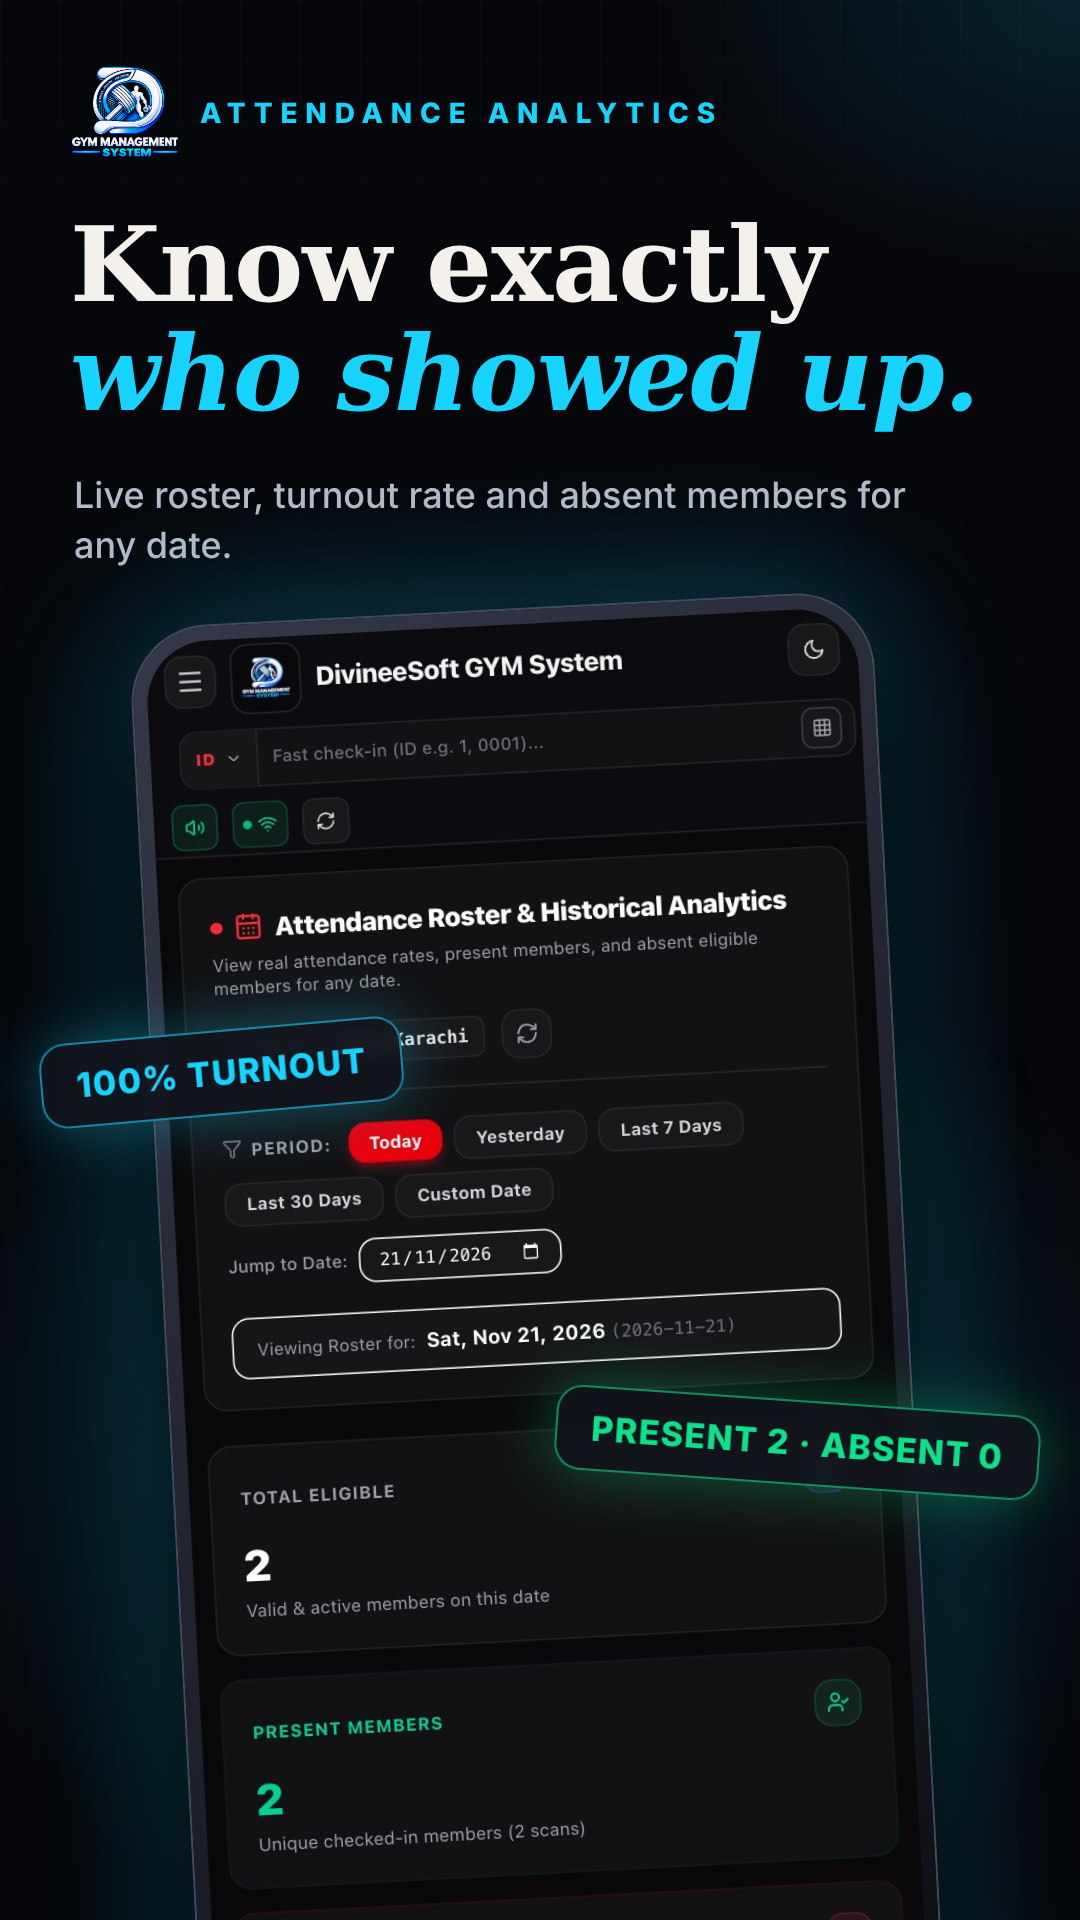 GYM MANAGEMENT
SYSTEM
ATTENDANCE ANALYTICS
Know exactly
who showed up.
Live roster, turnout rate and absent members for
any date.
GYM MANAGEMENT
SYSTEM
DivineeSoft GYM System
ID
Fast check-in (ID e.g. 1, 0001)...
Attendance Roster & Historical Analytics
View real attendance rates, present members, and absent eligible
members for any date.
Karachi
100% TURNOUT
PERIOD:
Today
Yesterday
Last 7 Days
Last 30 Days
Custom Date
Jump to Date:
21/11/2026
Viewing Roster for: Sat, Nov 21, 2026 (2026-11-21)
PRESENT 2 · ABSENT 0
TOTAL ELIGIBLE
2
Valid & active members on this date
PRESENT MEMBERS
2
Unique checked-in members (2 scans)